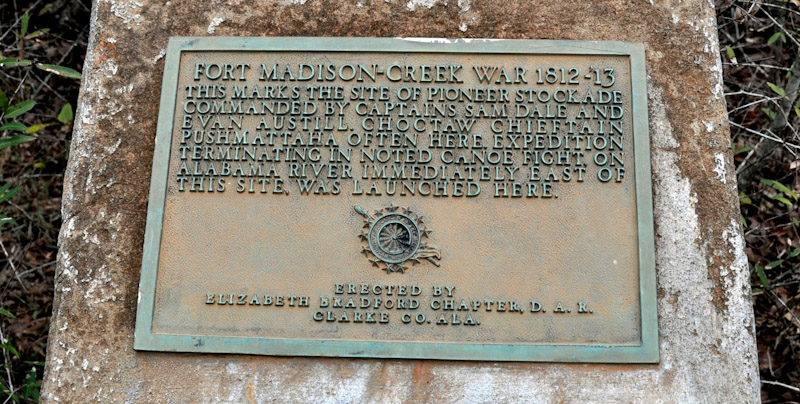 FORT MADISON-CREEK WAR 1812-13
THIS MARKS THE SITE OF PIONEER STOCKADE
COMMANDED BY CAPTAINS SAM DALE AND
EVAN AUSTILL. CHOCTAW CHIEFTAIN
PUSHMATTAHA OFTEN HERE. EXPEDITION
TERMINATING IN NOTED CANOE FIGHT ON
ALABAMA RIVER IMMEDIATELY EAST OF
THIS SITE, WAS LAUNCHED HERE.
ERECTED BY
ELIZABETH BRADFORD CHAPTER, D. A. R.
CLARKE CO. ALA.